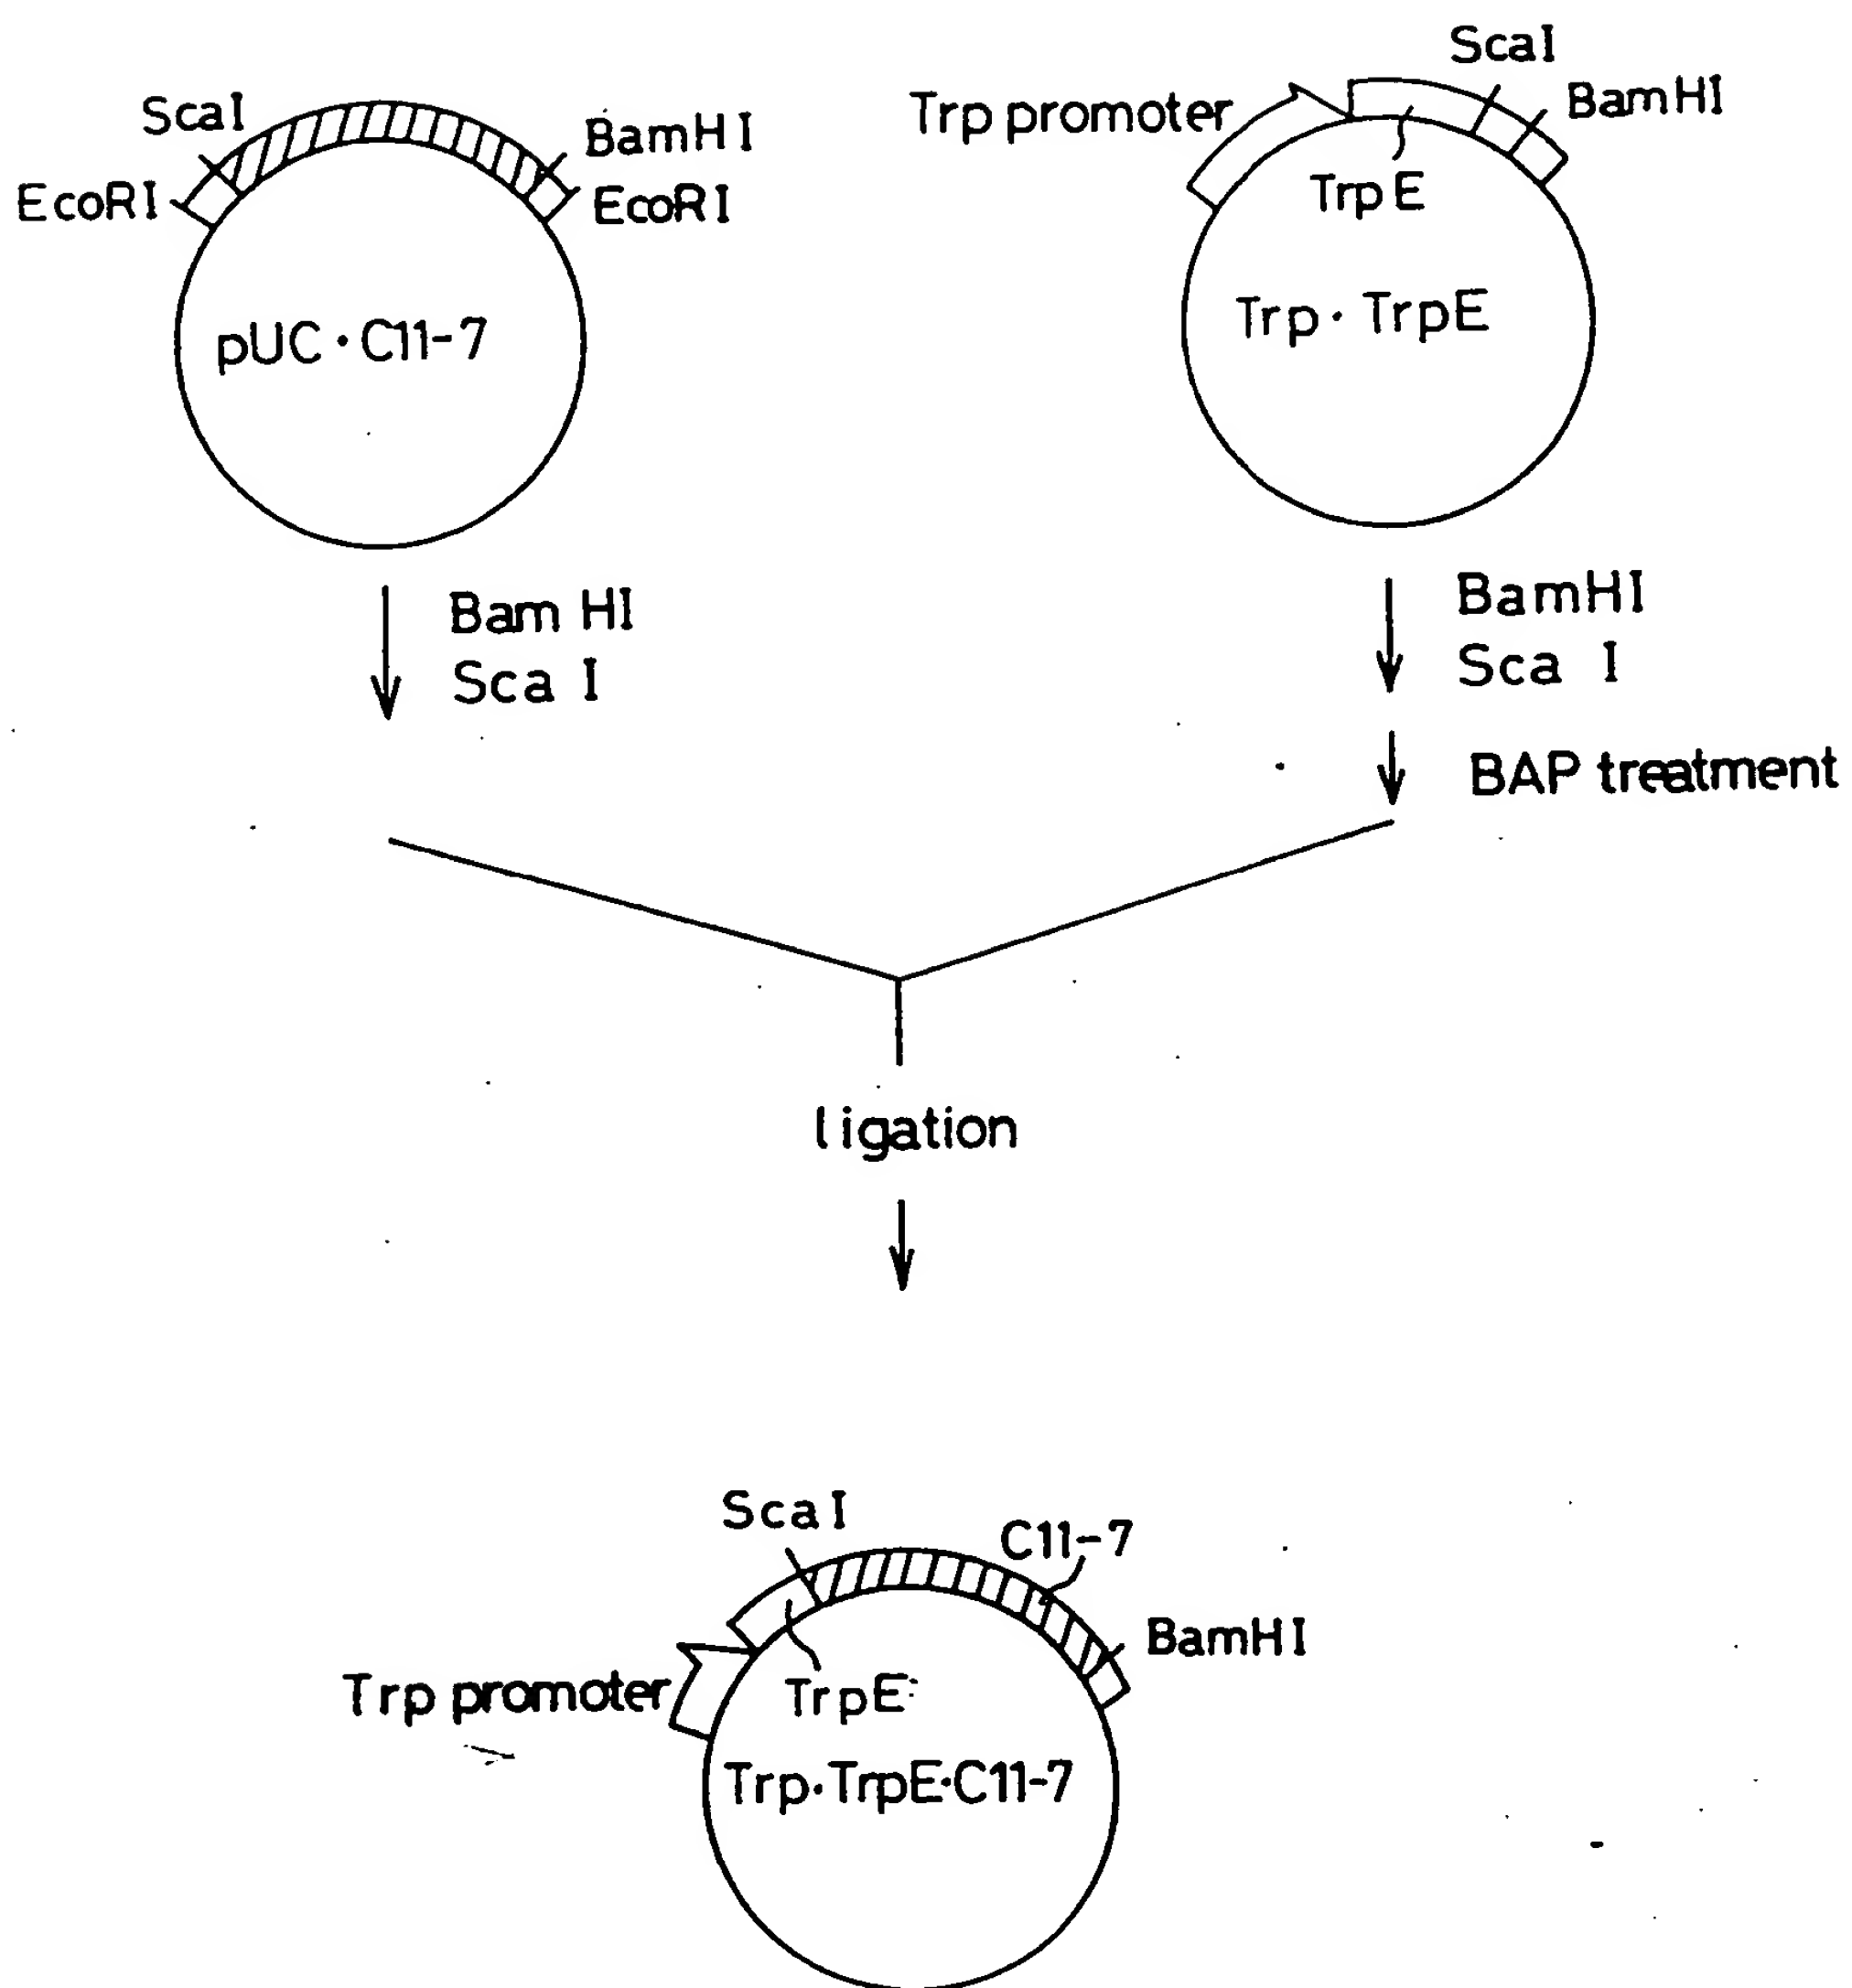 ScaI
BamHI
EcoRI
EcoRI
pUC·C11-7
ScaI
BamHI
Trp promoter
TrpE
Trp·TrpE
Bam HI
Sca I
BamHI
Sca I
BAP treatment
ligation
ScaI
C11-7
BamHI
Trp promoter
TrpE
Trp·TrpE·C11-7